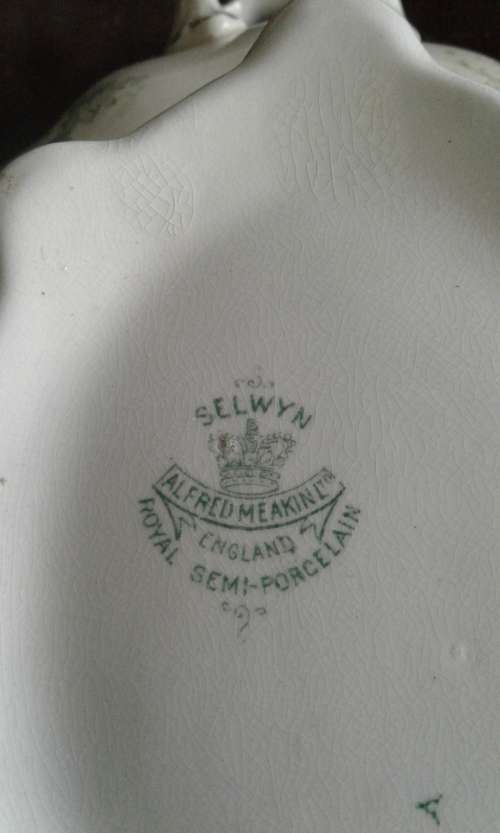 SELWYN
ALFRED MEAKIN LTD
ENGLAND
ROYAL SEMI-PORCELAIN
A